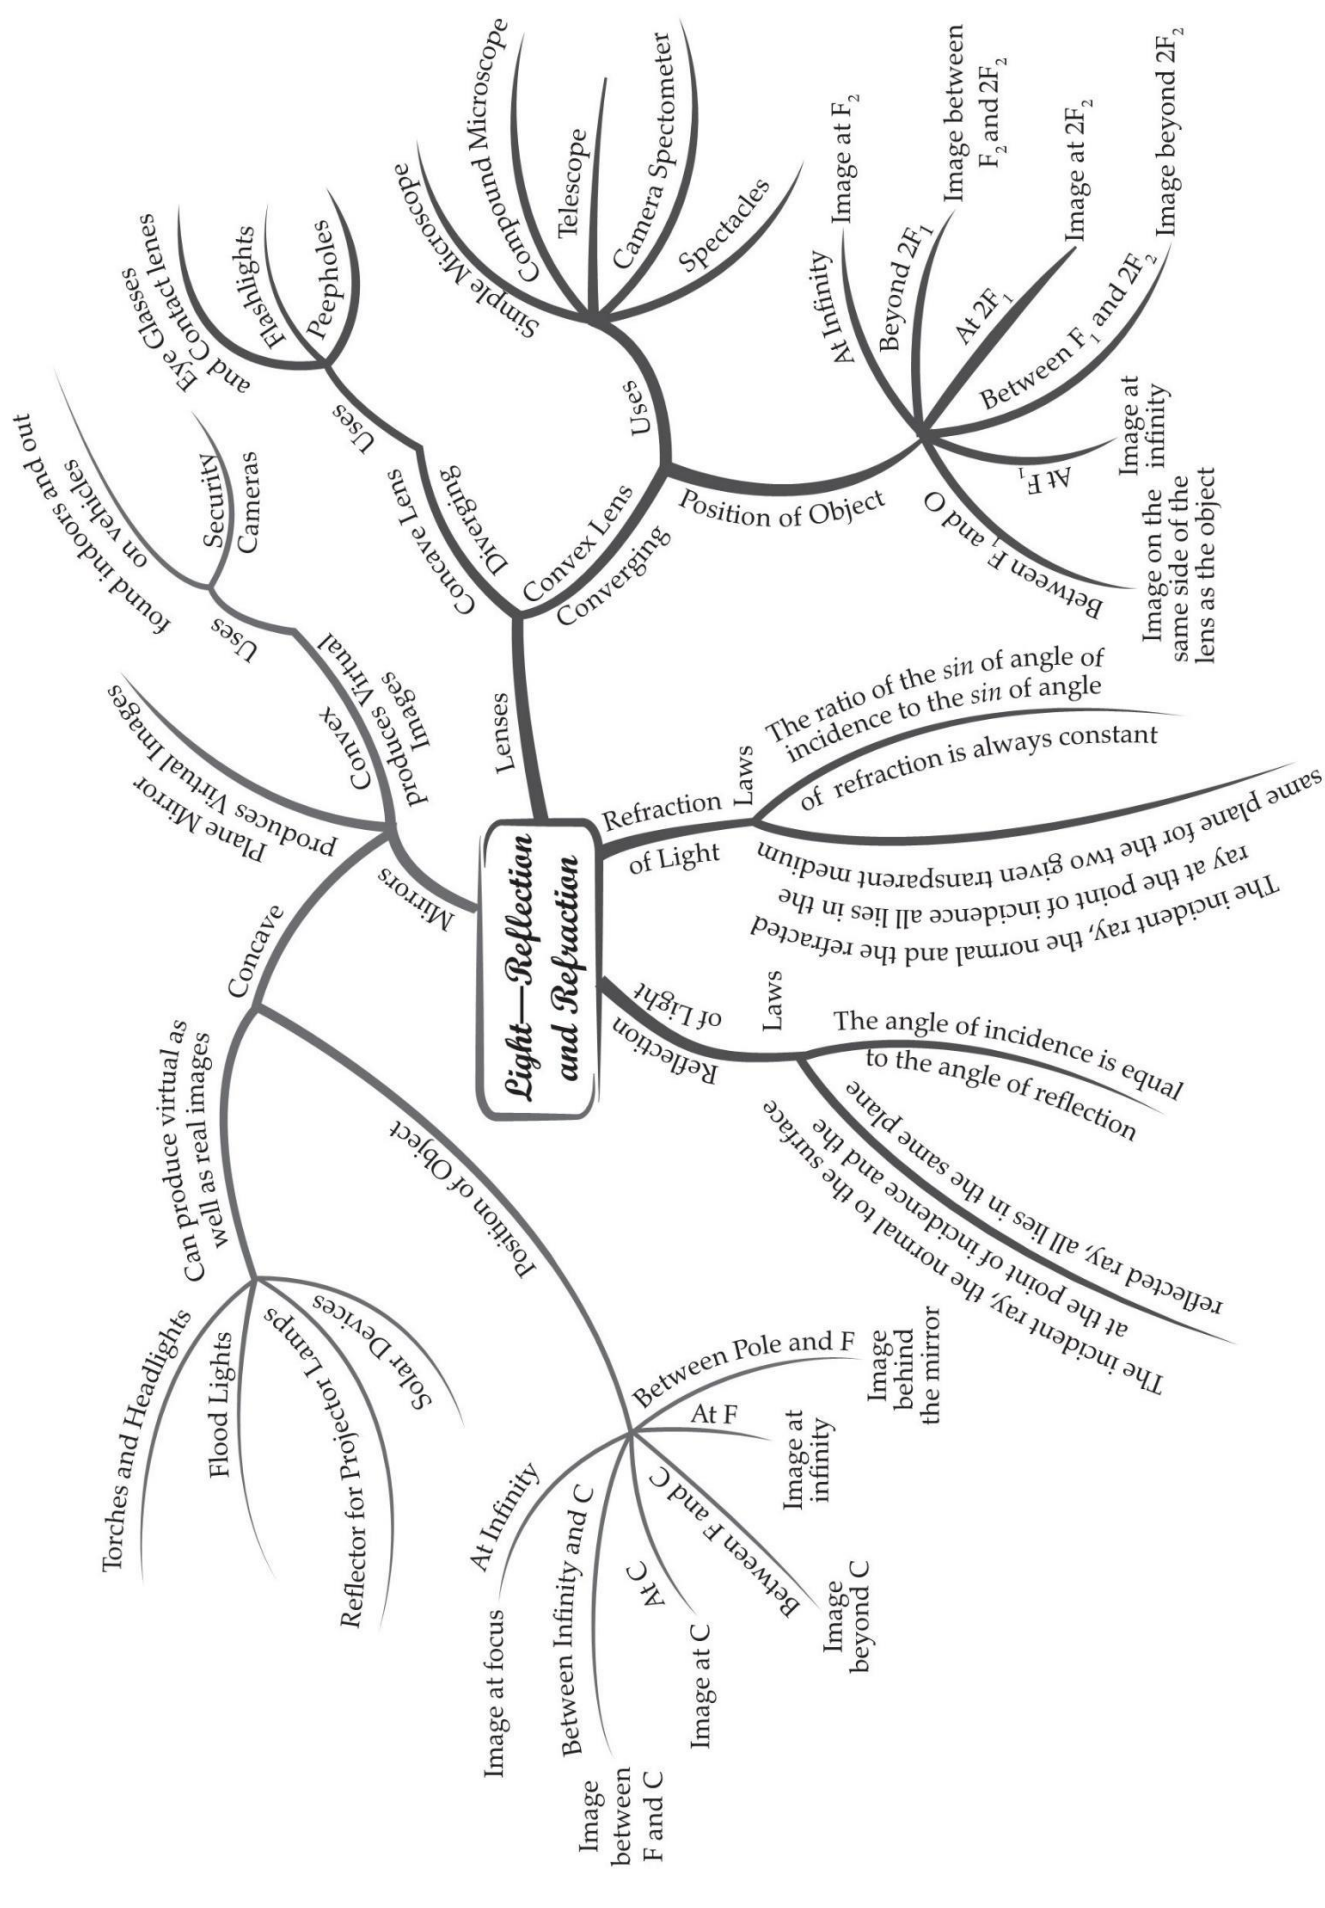 Light—Reflection
and Refraction
Mirrors
Concave
Can produce virtual as
well as real images
Torches and Headlights
Flood Lights
Reflector for Projector Lamps
Solar Devices
Position of Object
At Infinity
Image at focus
Between Infinity and C
Image
between
F and C
At C
Image at C
Between F and C
Image
beyond C
At F
Image at
infinity
Between Pole and F
Image
behind
the mirror
Plane Mirror
produces Virtual Images
Convex
produces Virtual
Images
Uses
found indoors and out
on vehicles
Security
Cameras
Lenses
Concave Lens
Diverging
Uses
Eye Glasses
and Contact lenes
Flashlights
Peepholes
Convex Lens
Converging
Uses
Simple Microscope
Compound Microscope
Telescope
Camera Spectometer
Spectacles
Position of Object
At Infinity
Image at F₂
Beyond 2F₁
Image between
F₂ and 2F₂
At 2F₁
Image at 2F₂
Between F₁ and 2F₂
Image beyond 2F₂
At F₁
Image at
infinity
Between F₁ and O
Image on the
same side of the
lens as the object
Refraction
of Light
Laws
The ratio of the sin of angle of
incidence to the sin of angle
of refraction is always constant
The incident ray, the normal and the refracted
ray at the point of incidence all lies in the
same plane for the two given transparent medium
Reflection
of Light
Laws
The angle of incidence is equal
to the angle of reflection
The incident ray, the normal to the surface
at the point of incidence and the
reflected ray, all lies in the same plane